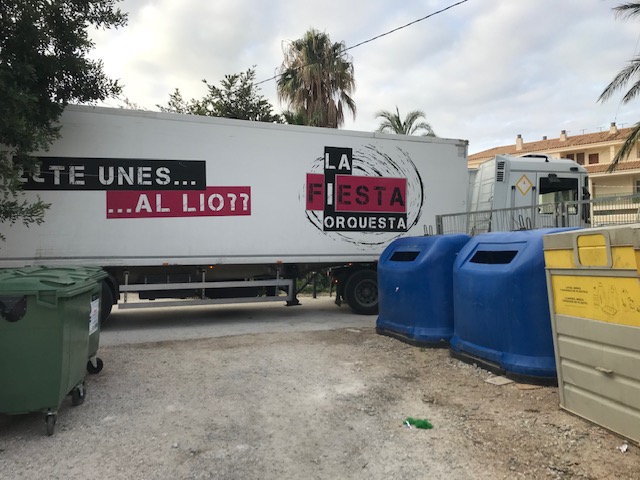 ¿¿TE UNES...
...AL LIO??
LA
FIESTA
ORQUESTA